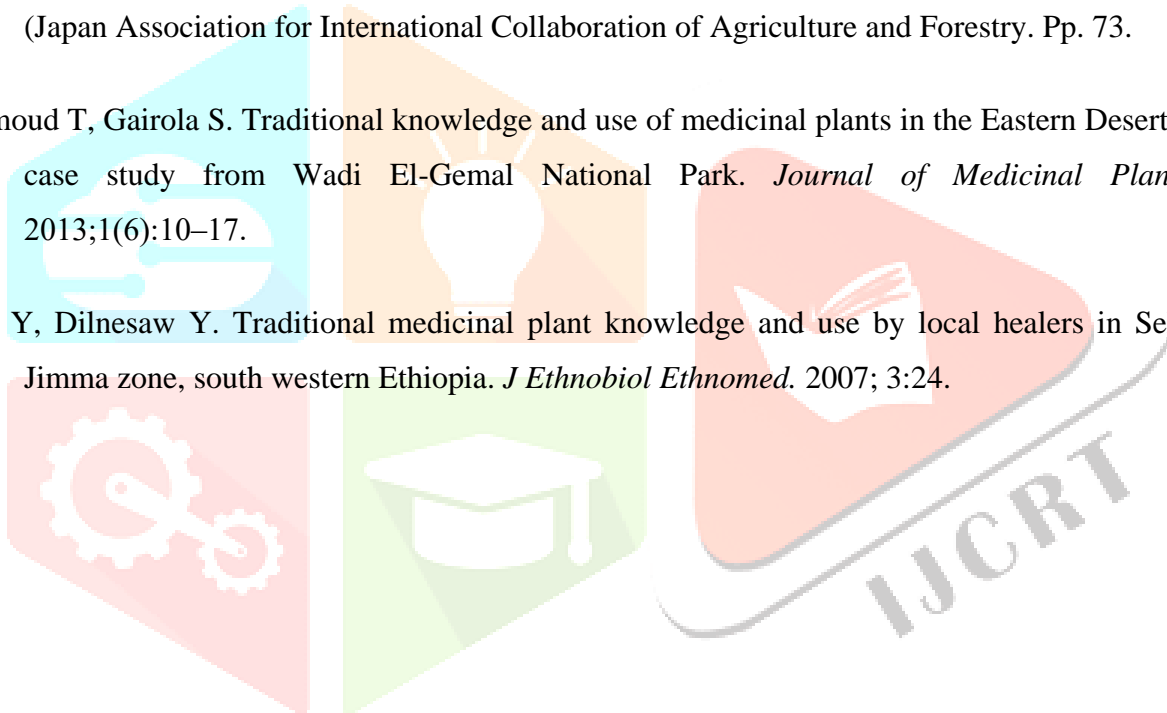 (Japan Association for International Collaboration of Agriculture and Forestry. Pp. 73.
moud T, Gairola S. Traditional knowledge and use of medicinal plants in the Eastern Desert
case study from Wadi El-Gemal National Park. Journal of Medicinal Plan
2013;1(6):10–17.
Y, Dilnesaw Y. Traditional medicinal plant knowledge and use by local healers in Se
Jimma zone, south western Ethiopia. J Ethnobiol Ethnomed. 2007; 3:24.
IJCRT